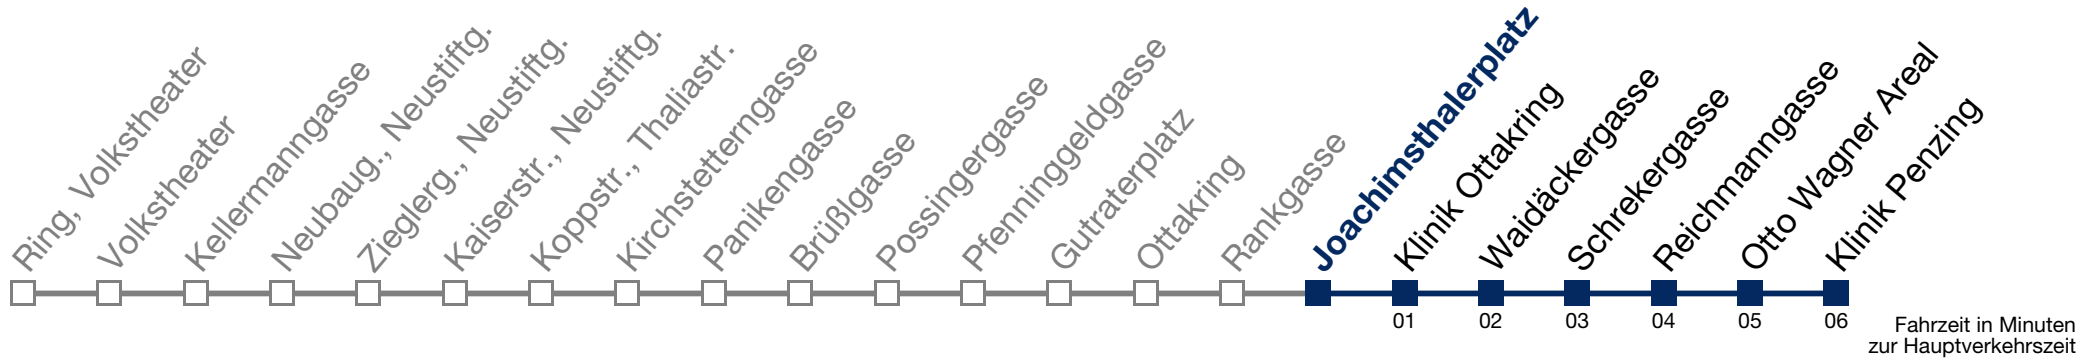 Ring, Volkstheater
Volkstheater
Kellermanngasse
Neubaug., Neustiftg.
Zieglerg., Neustiftg.
Kaiserstr., Neustiftg.
Koppstr., Thaliastr.
Kirchstetterngasse
Panikengasse
Brüßlgasse
Possingergasse
Pfenninggeldgasse
Gutraterplatz
Ottakring
Rankgasse
Joachimsthalerplatz
Klinik Ottakring
Waidäckergasse
Schrekergasse
Reichmanngasse
Otto Wagner Areal
Klinik Penzing
01 02 03 04 05 06
Fahrzeit in Minuten
zur Hauptverkehrszeit